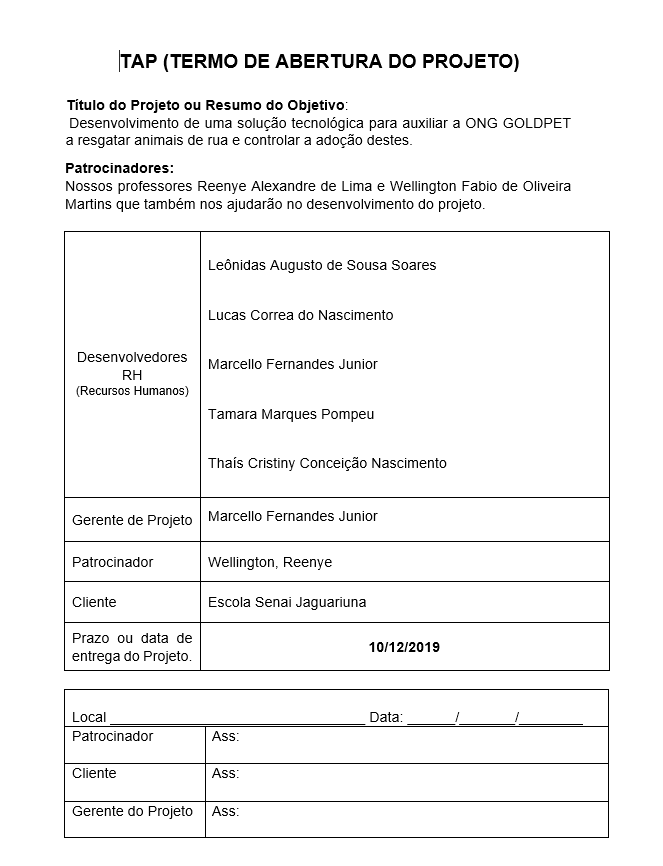 TAP (TERMO DE ABERTURA DO PROJETO)
Título do Projeto ou Resumo do Objetivo:
Desenvolvimento de uma solução tecnológica para auxiliar a ONG GOLDPET
a resgatar animais de rua e controlar a adoção destes.
Patrocinadores:
Nossos professores Reenye Alexandre de Lima e Wellington Fabio de Oliveira
Martins que também nos ajudarão no desenvolvimento do projeto.
Desenvolvedores
RH
(Recursos Humanos)
Leônidas Augusto de Sousa Soares
Lucas Correa do Nascimento
Marcello Fernandes Junior
Tamara Marques Pompeu
Thaís Cristiny Conceição Nascimento
Gerente de Projeto
Marcello Fernandes Junior
Patrocinador
Wellington, Reenye
Cliente
Escola Senai Jaguariuna
Prazo ou data de
entrega do Projeto.
10/12/2019
Local _________________________________ Data: ______/_______/________
Patrocinador
Ass:
Cliente
Ass:
Gerente do Projeto
Ass: